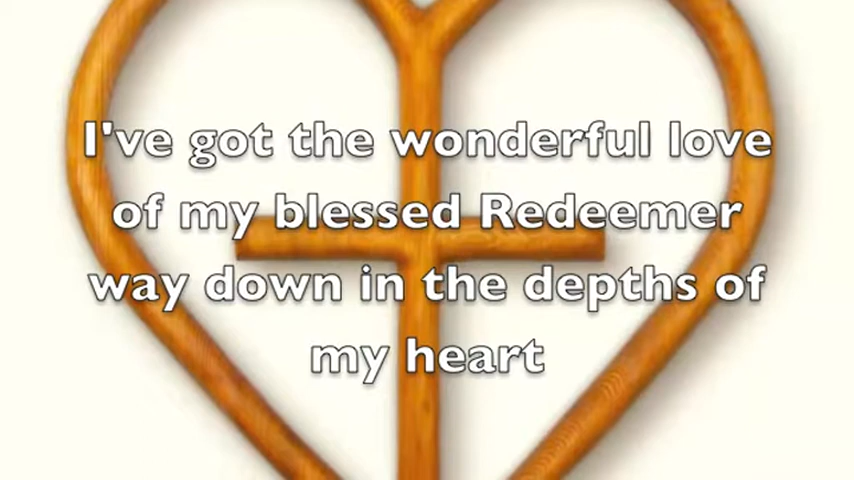 I've got the wonderful love
of my blessed Redeemer
way down in the depths of
my heart